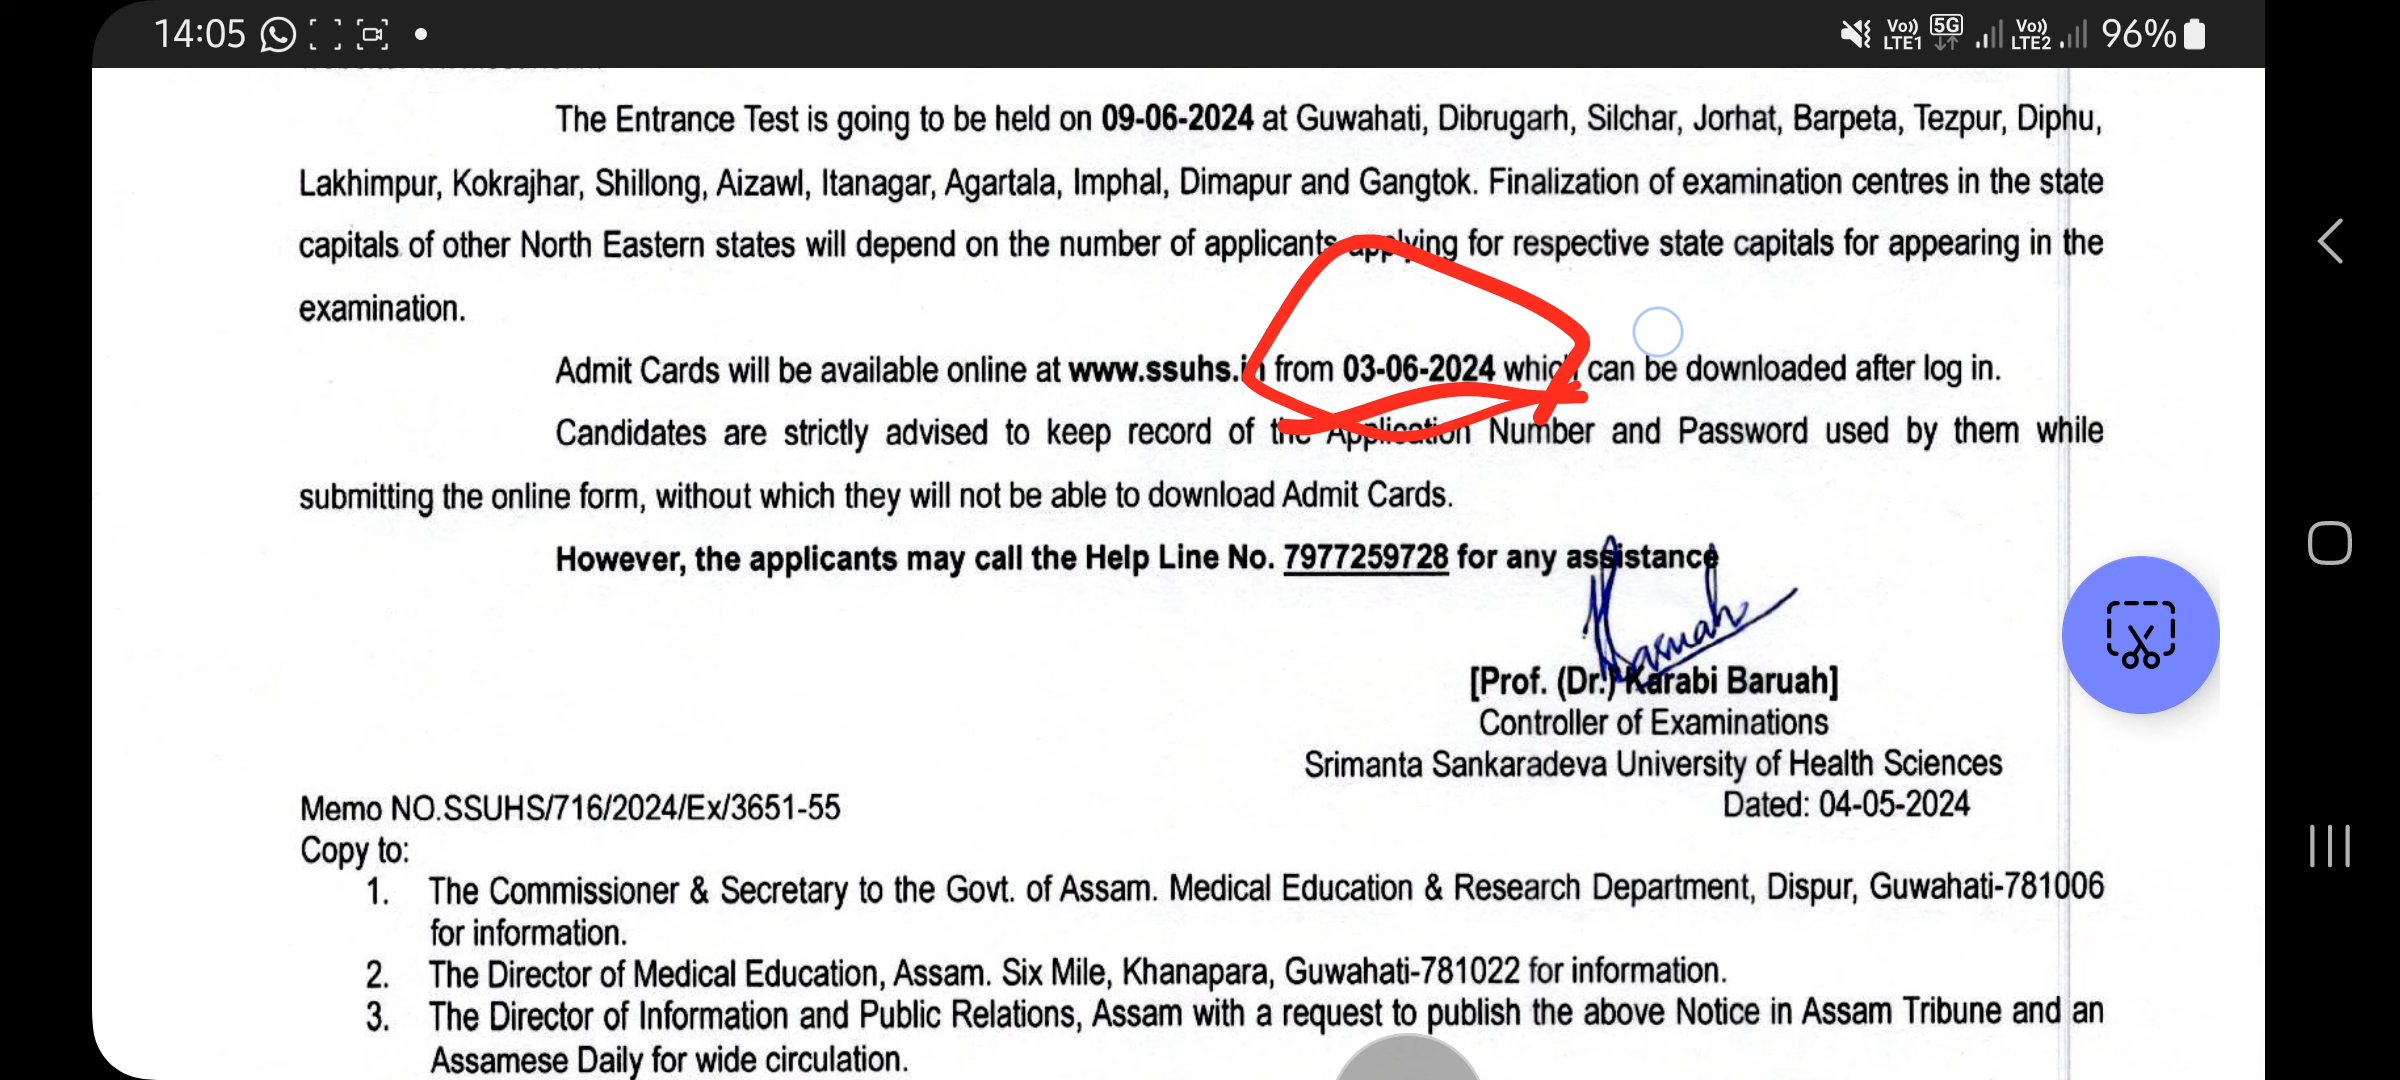 14:05
Vo)) LTE1 5G Vo)) LTE2 96%
The Entrance Test is going to be held on 09-06-2024 at Guwahati, Dibrugarh, Silchar, Jorhat, Barpeta, Tezpur, Diphu,
Lakhimpur, Kokrajhar, Shillong, Aizawl, Itanagar, Agartala, Imphal, Dimapur and Gangtok. Finalization of examination centres in the state
capitals of other North Eastern states will depend on the number of applicants applying for respective state capitals for appearing in the
examination.
Admit Cards will be available online at www.ssuhs.in from 03-06-2024 which can be downloaded after log in.
Candidates are strictly advised to keep record of the Application Number and Password used by them while
submitting the online form, without which they will not be able to download Admit Cards.
However, the applicants may call the Help Line No. 7977259728 for any assistance
[Prof. (Dr.) Karabi Baruah]
Controller of Examinations
Srimanta Sankaradeva University of Health Sciences
Memo NO.SSUHS/716/2024/Ex/3651-55 Dated: 04-05-2024
Copy to:
1. The Commissioner & Secretary to the Govt. of Assam. Medical Education & Research Department, Dispur, Guwahati-781006
for information.
2. The Director of Medical Education, Assam. Six Mile, Khanapara, Guwahati-781022 for information.
3. The Director of Information and Public Relations, Assam with a request to publish the above Notice in Assam Tribune and an
Assamese Daily for wide circulation.